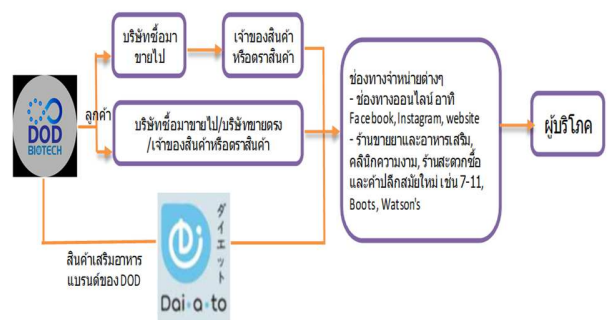 บริษัทซื้อมา
ขายไป
เจ้าของสินค้า
หรือตราสินค้า
DOD
BIOTECH
ลูกค้า
บริษัทซื้อมาขายไป/บริษัทขายตรง
/เจ้าของสินค้าหรือตราสินค้า
ช่องทางจำหน่ายต่างๆ
- ช่องทางออนไลน์ อาทิ
Facebook, Instagram, website
- ร้านขายยาและอาหารเสริม,
คลินิกความงาม, ร้านสะดวกซื้อ
และค้าปลีกสมัยใหม่ เช่น 7-11,
Boots, Watson's
ผู้บริโภค
สินค้าเสริมอาหาร
แบรนด์ของ DOD
ダイエット
Dai·a·to